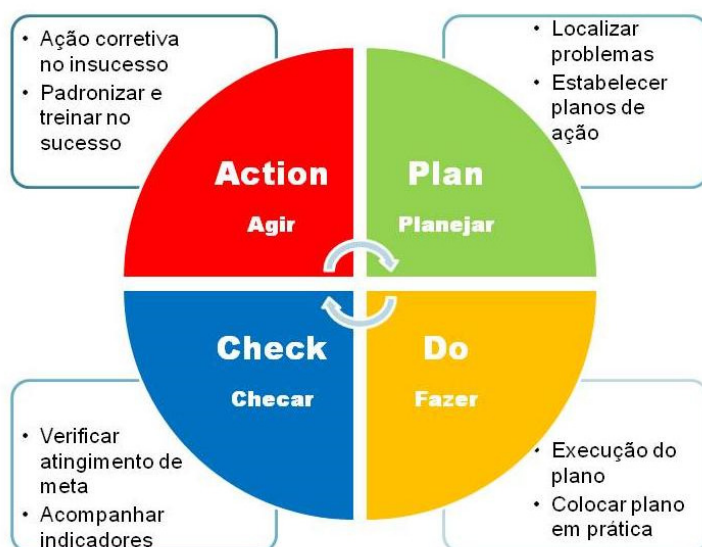 • Ação corretiva
no insucesso
• Padronizar e
treinar no
sucesso
• Localizar
problemas
• Estabelecer
planos de
ação
Action
Agir
Plan
Planejar
Check
Checar
Do
Fazer
• Verificar
atingimento de
meta
• Acompanhar
indicadores
• Execução do
plano
• Colocar plano
em prática